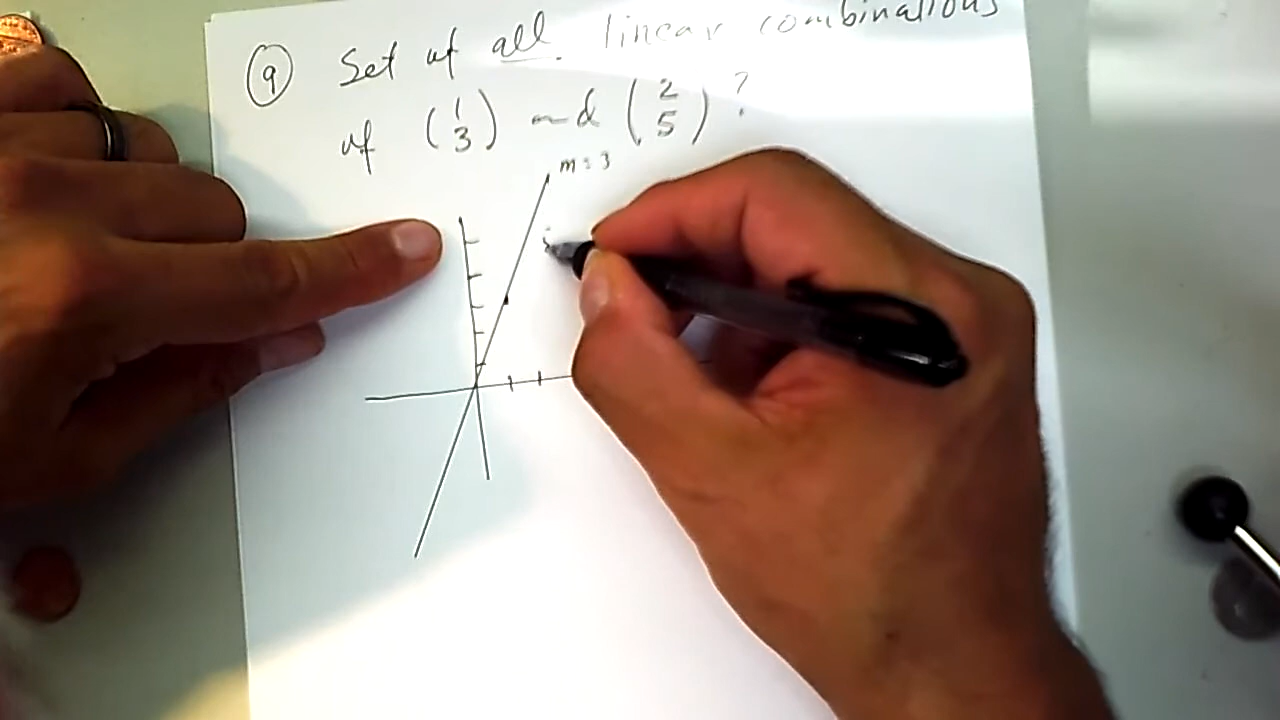 ⑨ Set of all linear combinations
of (1 3) and (2 5)?
m = 3